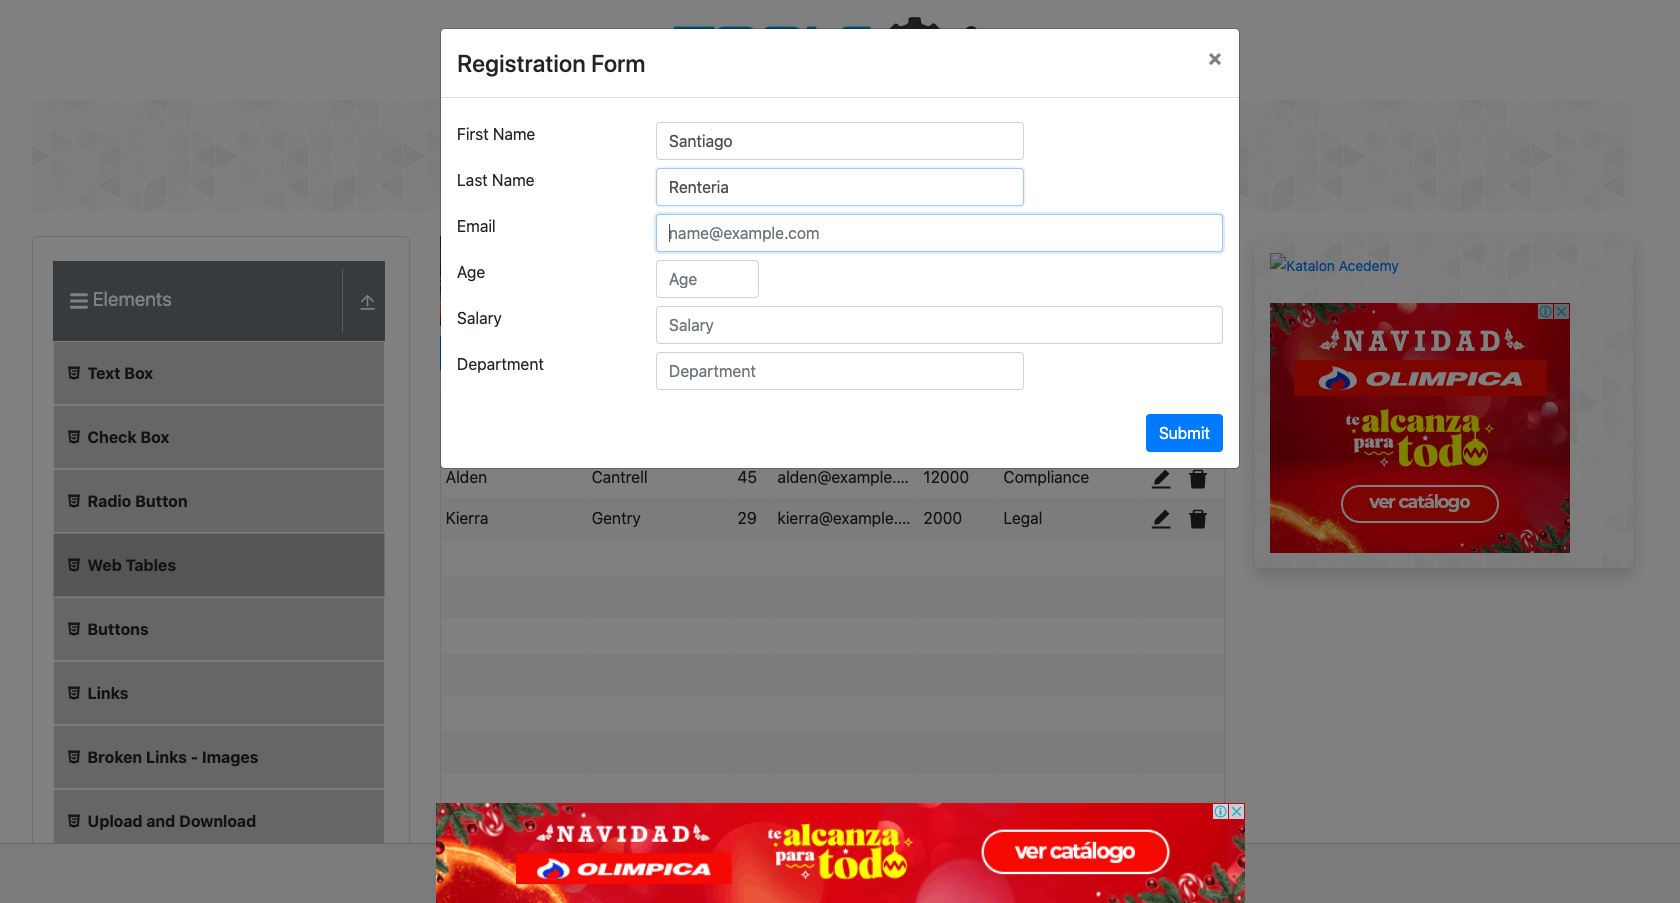 Registration Form
×
First Name
Santiago
Last Name
Renteria
Email
name@example.com
Age
Age
Salary
Salary
Department
Department
Submit
Elements
Text Box
Check Box
Radio Button
Web Tables
Buttons
Links
Broken Links - Images
Upload and Download
Alden Cantrell 45 alden@example.... 12000 Compliance
Kierra Gentry 29 kierra@example.... 2000 Legal
Katalon Acedemy
NAVIDAD
OLIMPICA
te alcanza
para todo
ver catálogo
NAVIDAD
OLIMPICA
te alcanza
para todo
ver catálogo